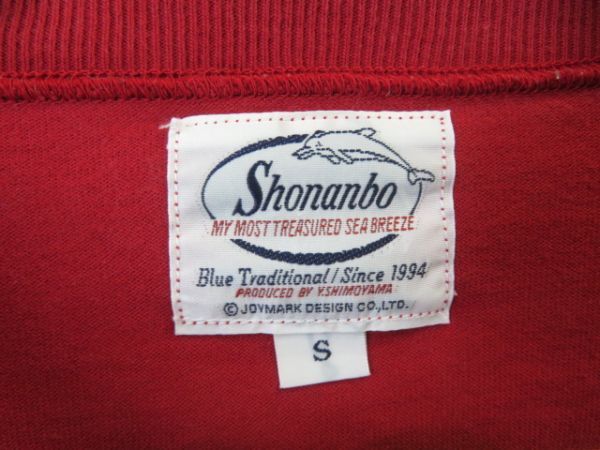 Shonanbo
MY MOST TREASURED SEA BREEZE
Blue Traditional / Since 1994
PRODUCED BY Y.SHIMOYAMA
© JOYMARK DESIGN CO., LTD.
S